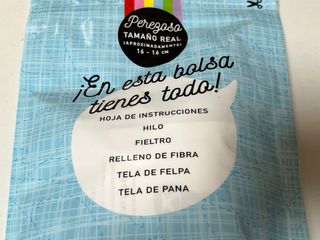 Perezoso
TAMAÑO REAL
(APROXIMADAMENTE)
16 - 16 CM
¡En esta bolsa
tienes todo!
HOJA DE INSTRUCCIONES
HILO
FIELTRO
RELLENO DE FIBRA
TELA DE FELPA
TELA DE PANA